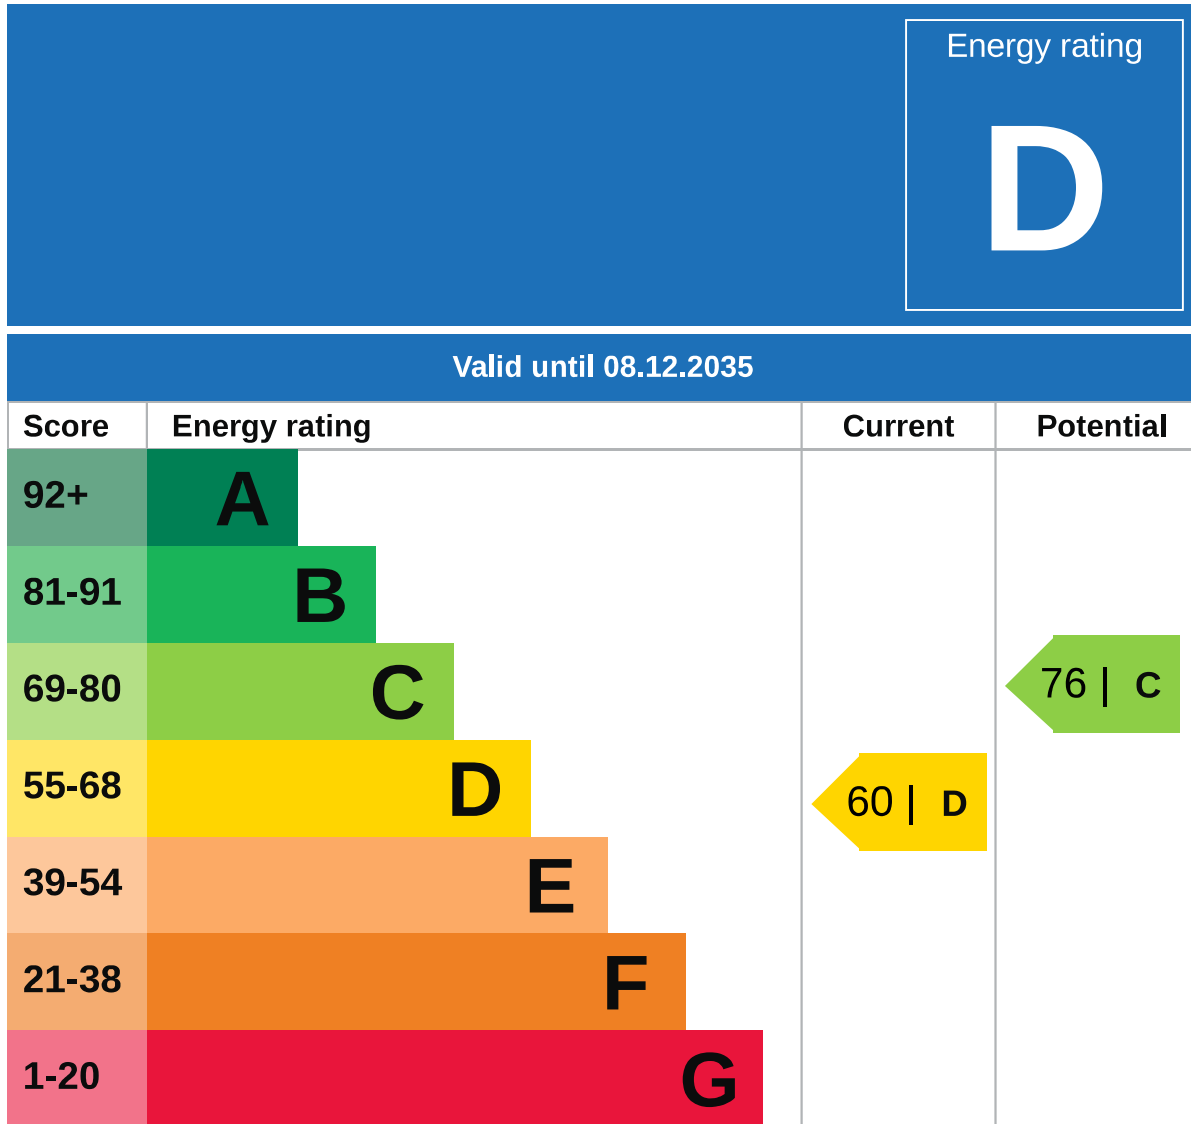 Energy rating
D
Valid until 08.12.2035
Score Energy rating Current Potential
92+ A
81-91 B
69-80 C
76 | C
55-68 D
60 | D
39-54 E
21-38 F
1-20 G